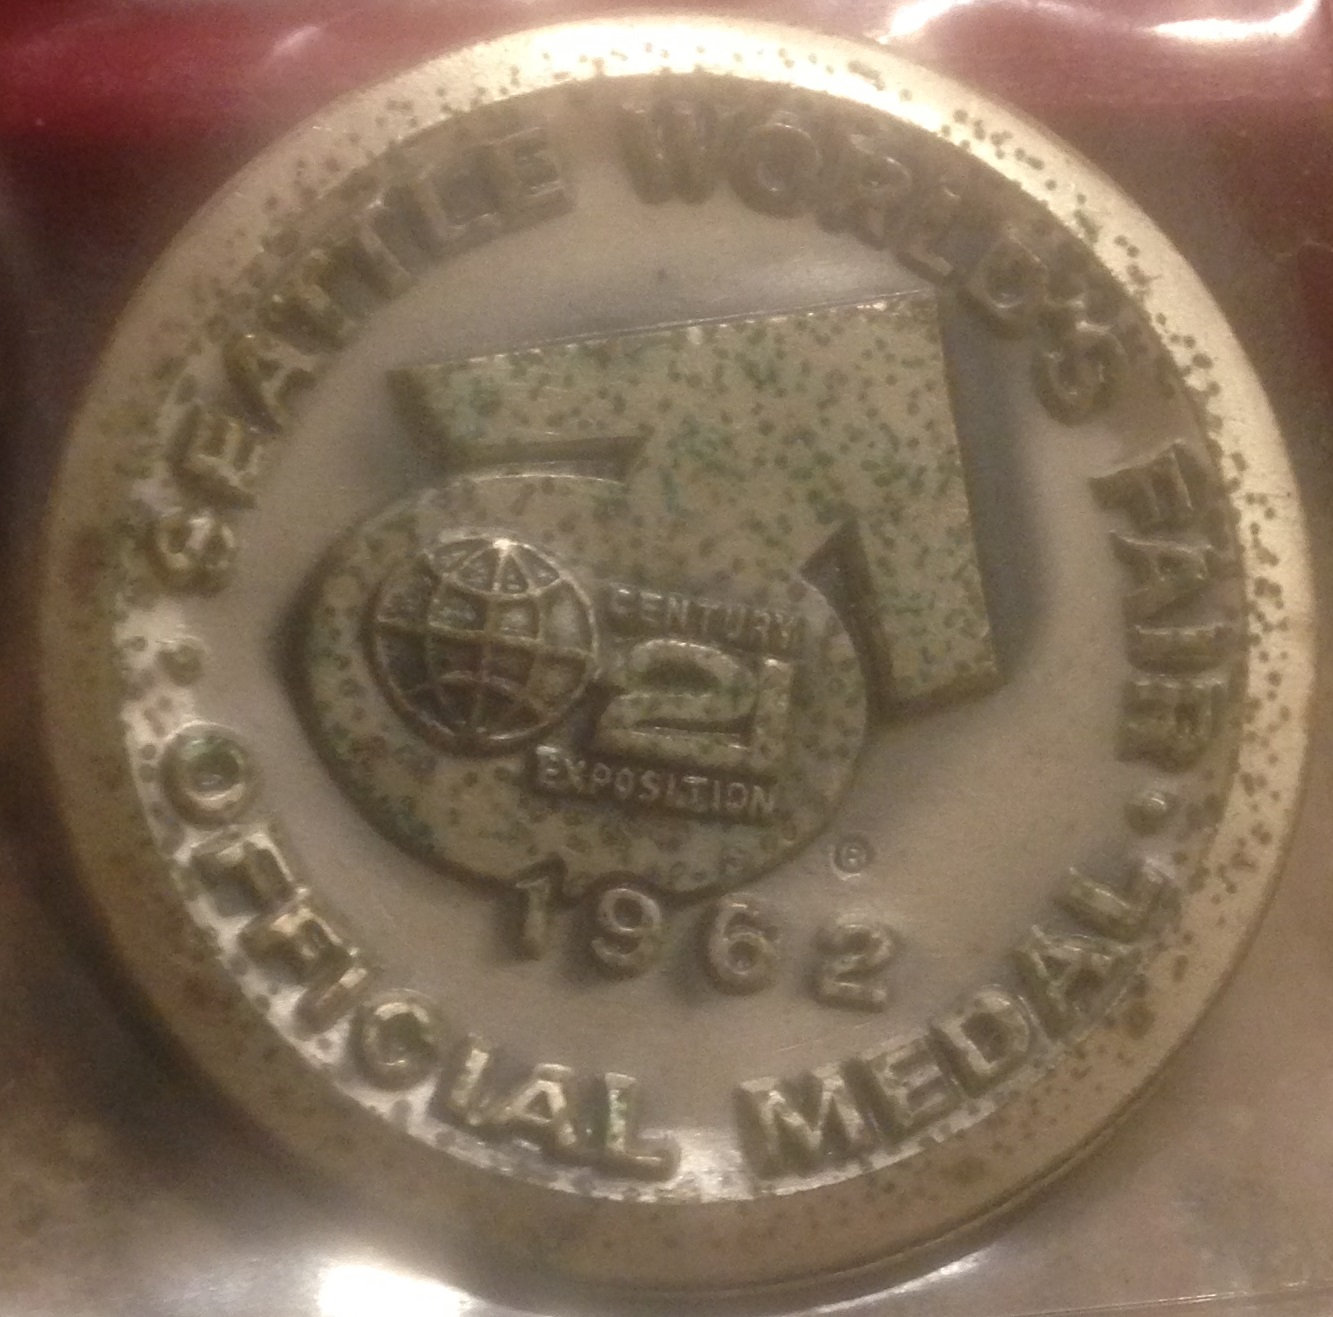 SEATTLE WORLD'S FAIR
CENTURY
21
EXPOSITION
®
1962
• OFFICIAL MEDAL •